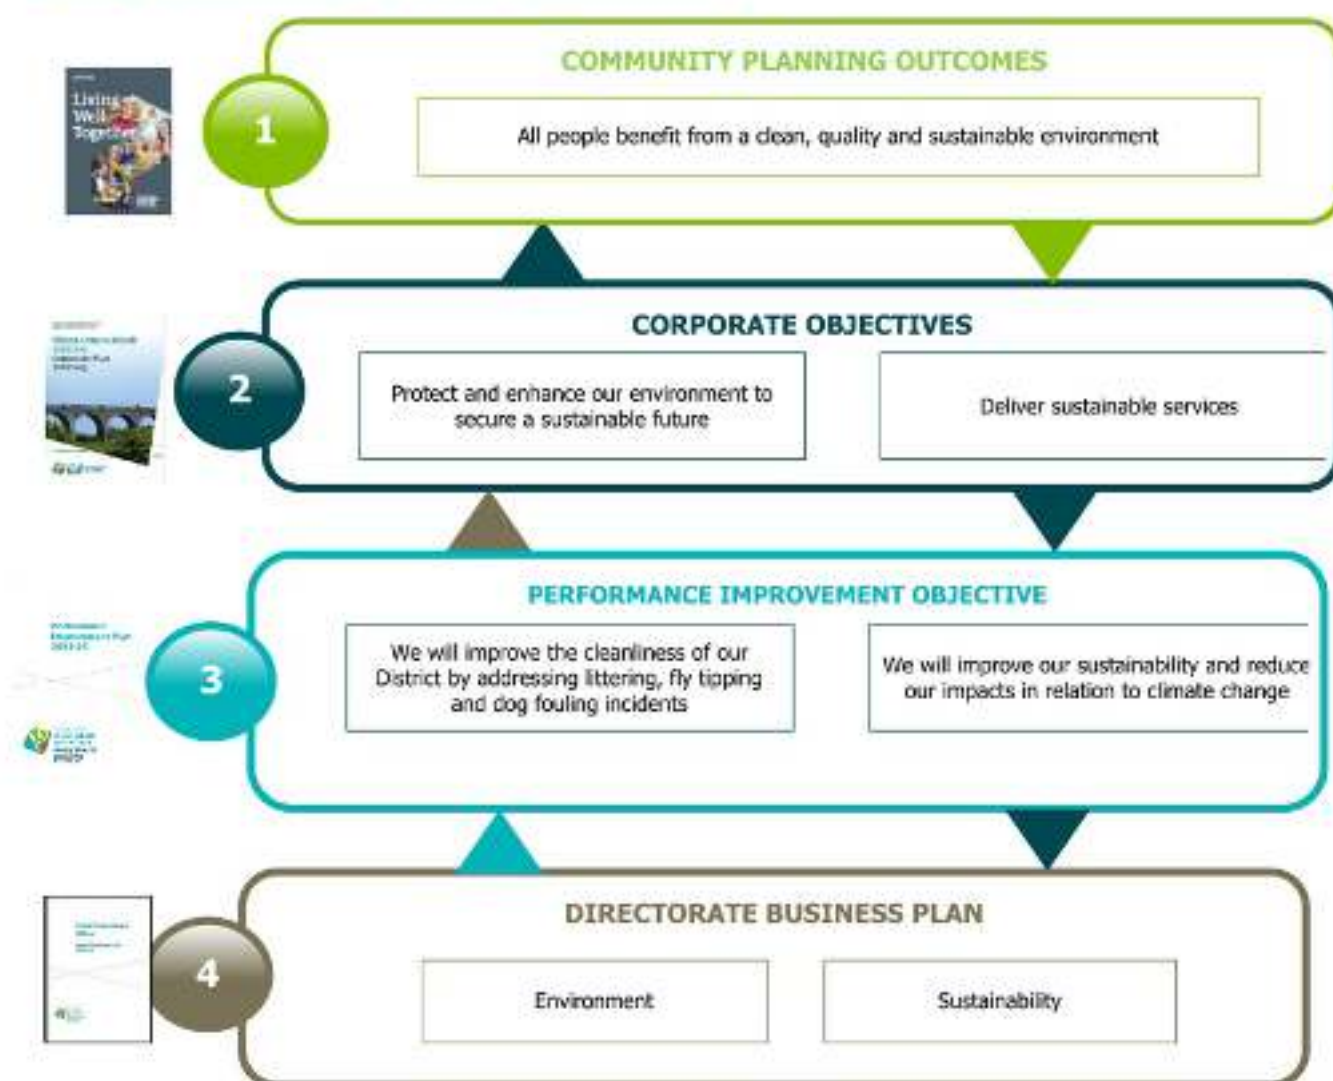 COMMUNITY PLANNING OUTCOMES
Living
Well
Together
1
All people benefit from a clean, quality and sustainable environment
CORPORATE OBJECTIVES
2
Protect and enhance our environment to
secure a sustainable future
Deliver sustainable services
PERFORMANCE IMPROVEMENT OBJECTIVE
3
We will improve the cleanliness of our
District by addressing littering, fly tipping
and dog fouling incidents
We will improve our sustainability and reduce
our impacts in relation to climate change
DIRECTORATE BUSINESS PLAN
4
Environment
Sustainability